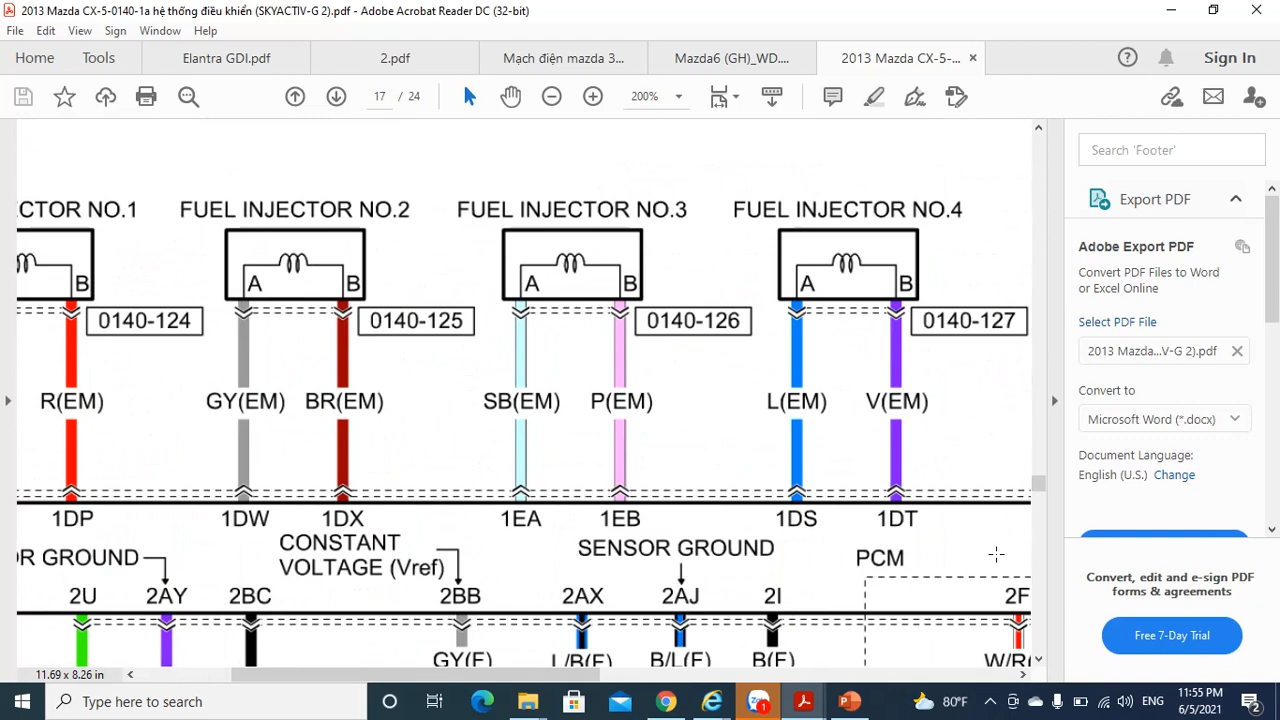 2013 Mazda CX-5-0140-1a hệ thống điều khiển (SKYACTIV-G 2).pdf - Adobe Acrobat Reader DC (32-bit)
File Edit View Sign Window Help
Home Tools Elantra GDI.pdf 2.pdf Mạch điện mazda 3... Mazda6 (GH)_WD.... 2013 Mazda CX-5-... × Sign In
17 / 24 200%
Search 'Footer'
Export PDF
Adobe Export PDF
Convert PDF Files to Word
or Excel Online
Select PDF File
2013 Mazda...V-G 2).pdf
Convert to
Microsoft Word (*.docx)
Document Language:
English (U.S.) Change
Convert, edit and e-sign PDF
forms & agreements
Free 7-Day Trial
CTOR NO.1 FUEL INJECTOR NO.2 FUEL INJECTOR NO.3 FUEL INJECTOR NO.4
B A B A B A B
0140-124 0140-125 0140-126 0140-127
R(EM) GY(EM) BR(EM) SB(EM) P(EM) L(EM) V(EM)
1DP 1DW 1DX 1EA 1EB 1DS 1DT
OR GROUND CONSTANT
VOLTAGE (Vref) SENSOR GROUND PCM
2U 2AY 2BC 2BB 2AX 2AJ 2I 2F
GY(F) L/B(F) B/L(F) B(F) W/R(
11.69 x 8.26 in
Type here to search 80°F ENG 11:55 PM
6/5/2021